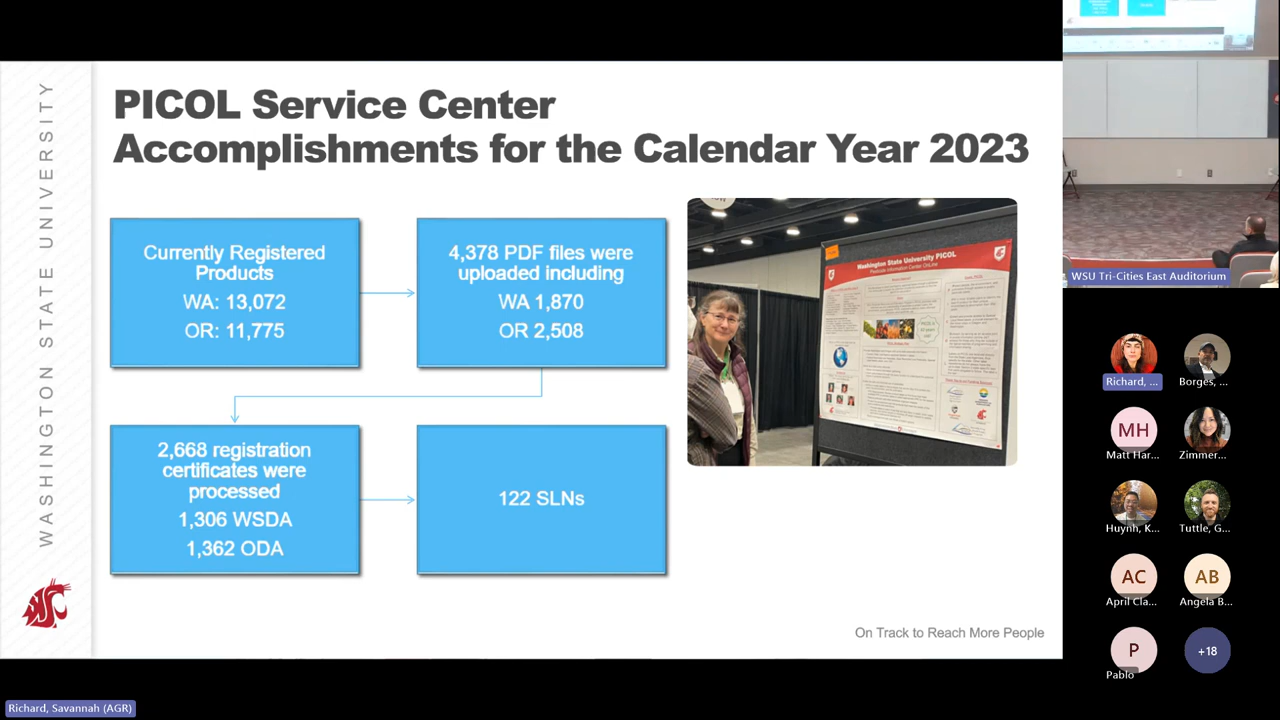 WASHINGTON STATE UNIVERSITY
PICOL Service Center
Accomplishments for the Calendar Year 2023
Currently Registered
Products
WA: 13,072
OR: 11,775
4,378 PDF files were
uploaded including
WA 1,870
OR 2,508
2,668 registration
certificates were
processed
1,306 WSDA
1,362 ODA
122 SLNs
Washington State University PICOL
On Track to Reach More People
WSU Tri-Cities East Auditorium
Richard, ...
Borges, ...
MH
Matt Har...
Zimmer...
Huynh, K...
Tuttle, G...
AC
April Cla...
AB
Angela B...
P
Pablo
+18
Richard, Savannah (AGR)